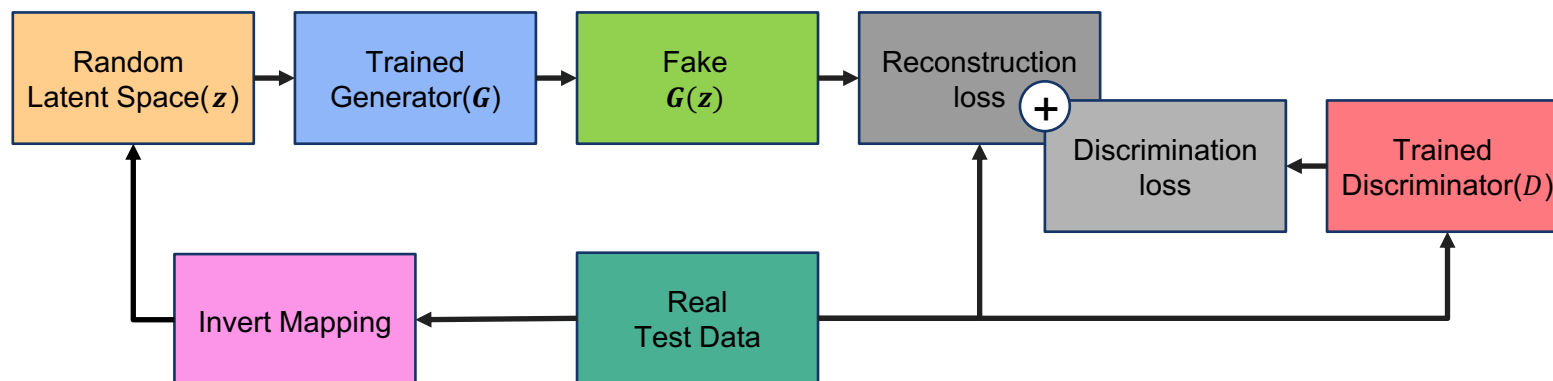 Random
Latent Space(z)
Trained
Generator(G)
Fake
G(z)
Reconstruction
loss
+
Discrimination
loss
Trained
Discriminator(D)
Invert Mapping
Real
Test Data